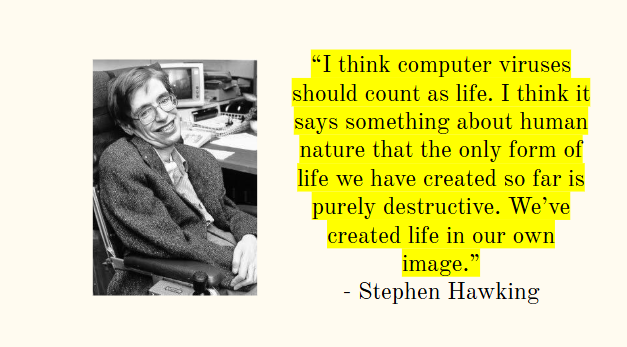 “I think computer viruses
should count as life. I think it
says something about human
nature that the only form of
life we have created so far is
purely destructive. We’ve
created life in our own
image.”
- Stephen Hawking